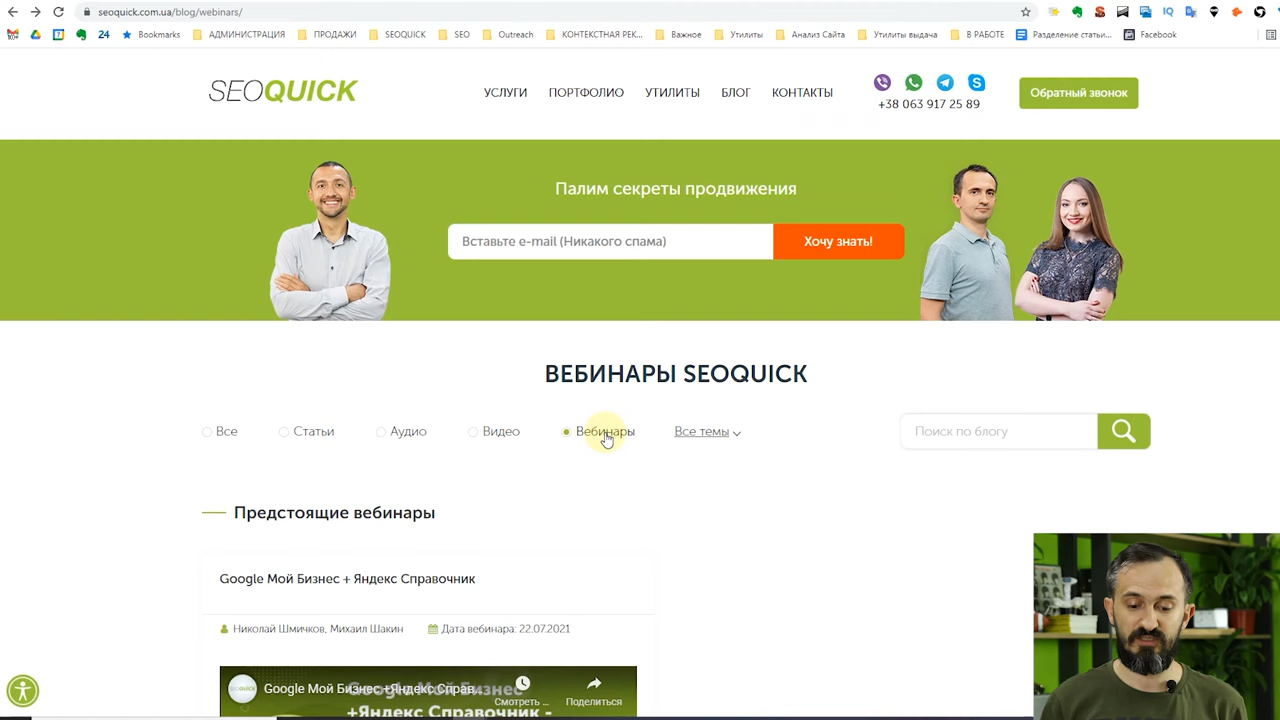 seoquick.com.ua/blog/webinars/
24 Bookmarks АДМИНИСТРАЦИЯ ПРОДАЖИ SEOQUICK SEO Outreach КОНТЕКСТНАЯ РЕК... Важное Утилиты Анализ Сайта Утилиты выдача В РАБОТЕ Разделение статьи... Facebook
SEOQUICK
УСЛУГИ ПОРТФОЛИО УТИЛИТЫ БЛОГ КОНТАКТЫ
+38 063 917 25 89
Обратный звонок
Палим секреты продвижения
Вставьте e-mail (Никакого спама) Хочу знать!
ВЕБИНАРЫ SEOQUICK
Все Статьи Аудио Видео Вебинары Все темы Поиск по блогу
Предстоящие вебинары
Google Мой Бизнес + Яндекс Справочник
Николай Шмичков, Михаил Шакин Дата вебинара: 22.07.2021
Google Мой Бизнес +Яндекс Справ...
Смотреть ... Поделиться
+Яндекс Справочник -